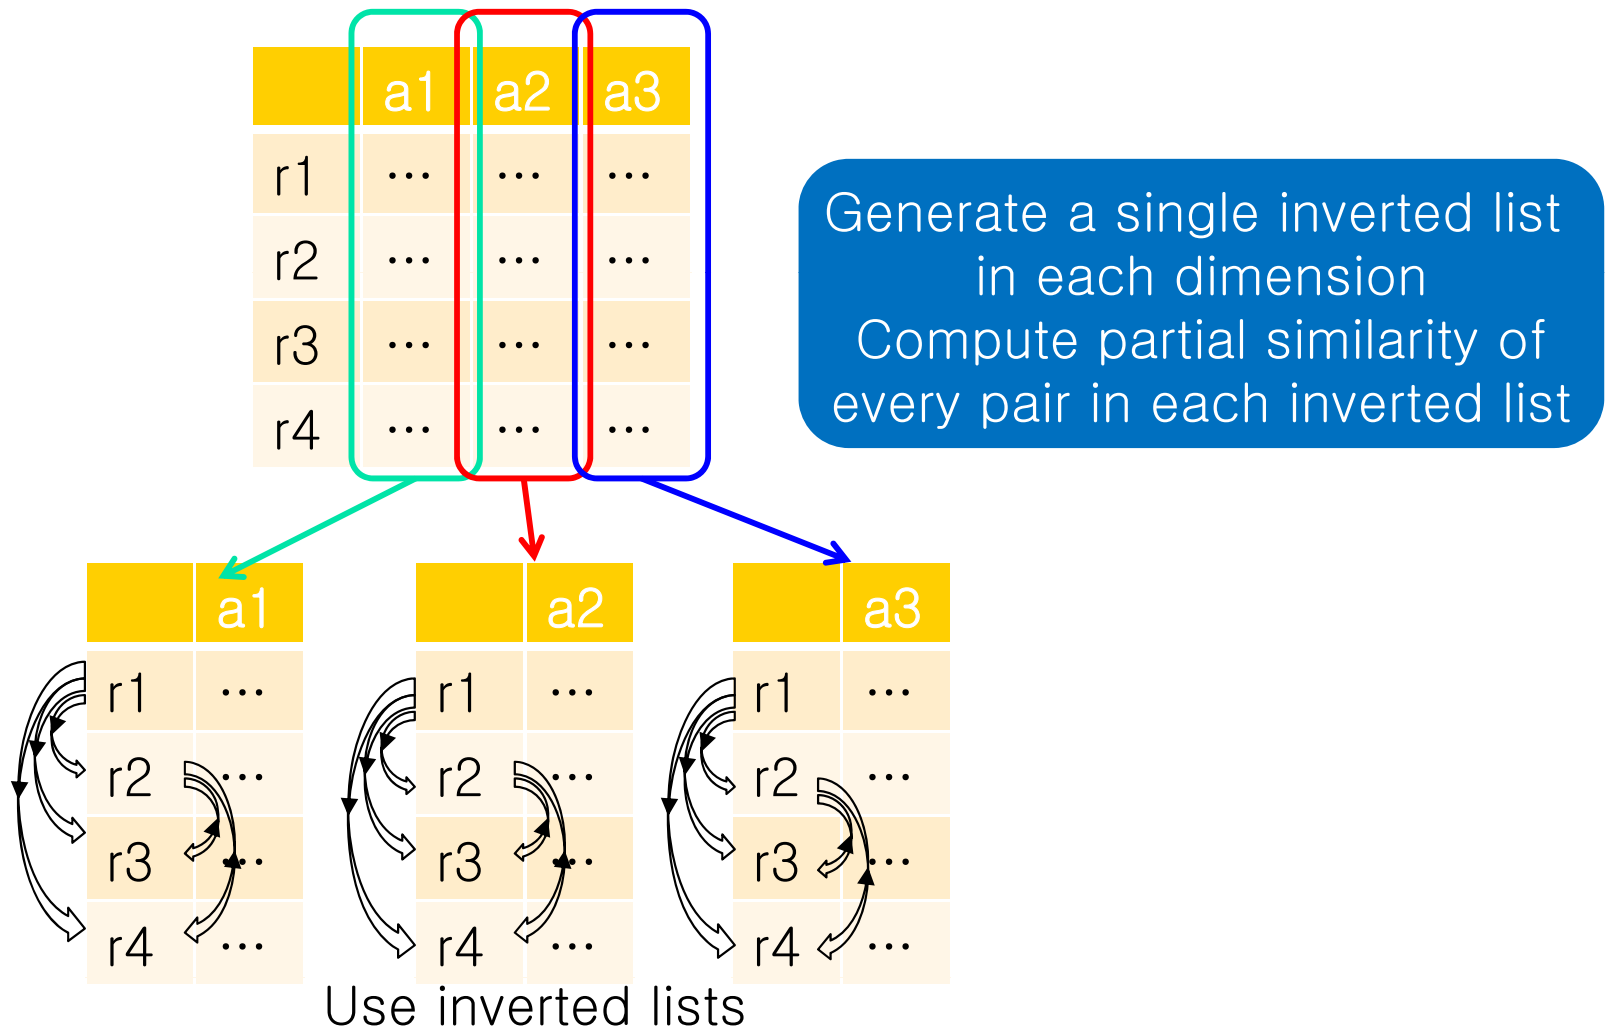 a1 a2 a3
r1 ... ... ...
r2 ... ... ...
r3 ... ... ...
r4 ... ... ...
Generate a single inverted list
in each dimension
Compute partial similarity of
every pair in each inverted list
a1
r1 ...
r2 ...
r3 ...
r4 ...
a2
r1 ...
r2 ...
r3 ...
r4 ...
a3
r1 ...
r2 ...
r3 ...
r4 ...
Use inverted lists